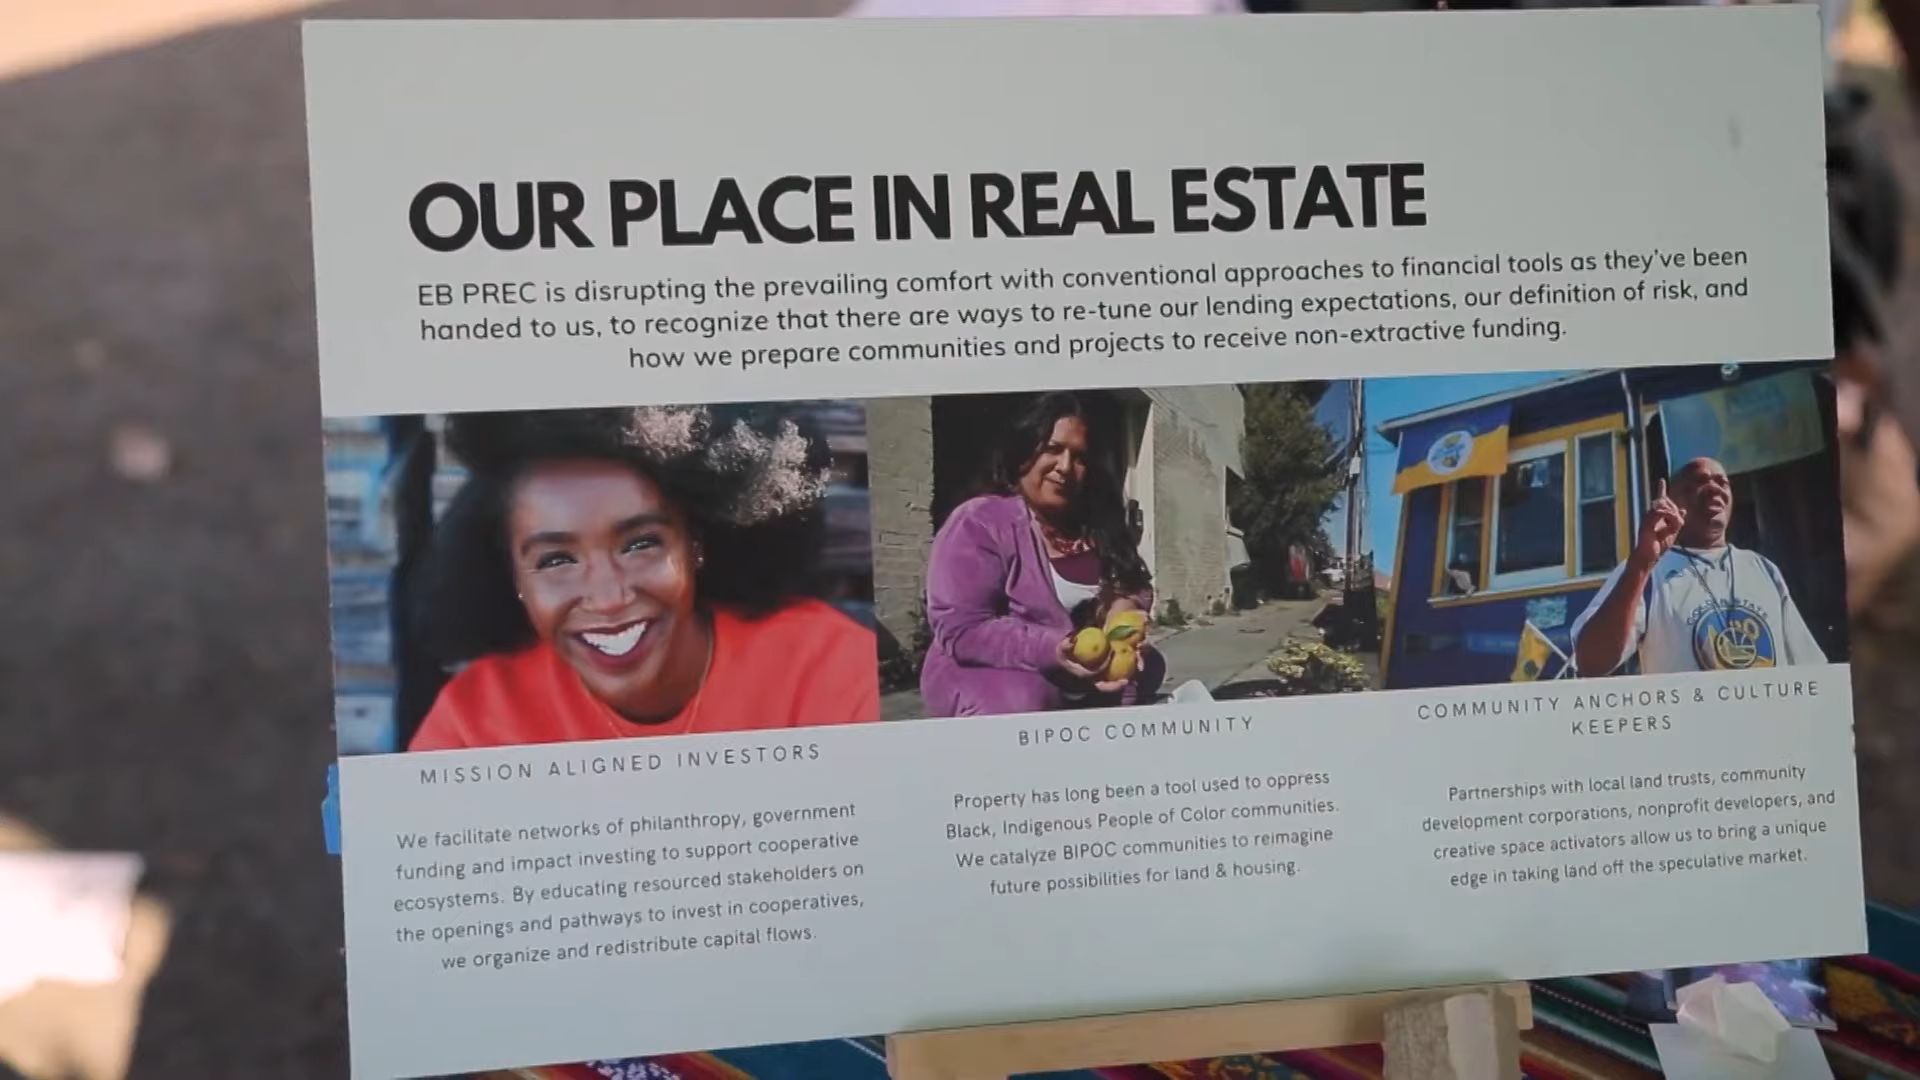 OUR PLACE IN REAL ESTATE
EB PREC is disrupting the prevailing comfort with conventional approaches to financial tools as they've been
handed to us, to recognize that there are ways to re-tune our lending expectations, our definition of risk, and
how we prepare communities and projects to receive non-extractive funding.
MISSION ALIGNED INVESTORS
We facilitate networks of philanthropy, government
funding and impact investing to support cooperative
ecosystems. By educating resourced stakeholders on
the openings and pathways to invest in cooperatives,
we organize and redistribute capital flows.
BIPOC COMMUNITY
Property has long been a tool used to oppress
Black, Indigenous People of Color communities.
We catalyze BIPOC communities to reimagine
future possibilities for land & housing.
COMMUNITY ANCHORS & CULTURE
KEEPERS
Partnerships with local land trusts, community
development corporations, nonprofit developers, and
creative space activators allow us to bring a unique
edge in taking land off the speculative market.